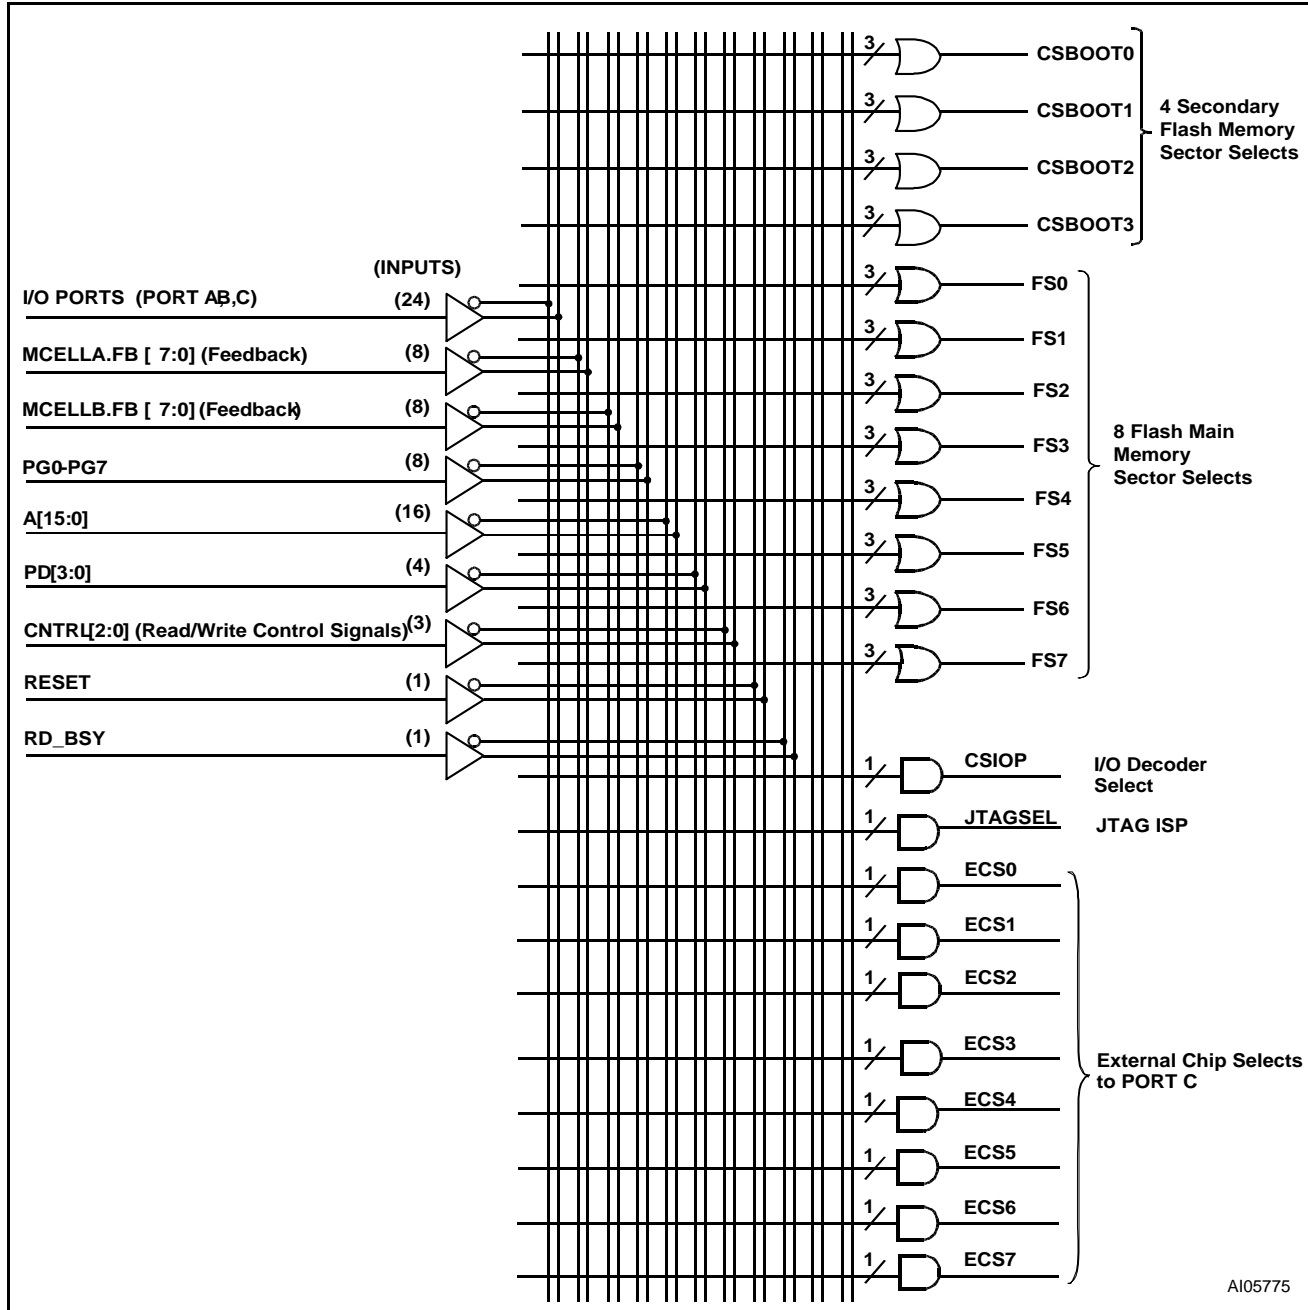 3 CSBOOT0
3 CSBOOT1
3 CSBOOT2
3 CSBOOT3
4 Secondary
Flash Memory
Sector Selects
(INPUTS)
I/O PORTS (PORT AB,,C) (24)
MCELLA.FB [ 7:0] (Feedback) (8)
MCELLB.FB [ 7:0] (Feedback) (8)
PG0-PG7 (8)
A[15:0] (16)
PD[3:0] (4)
CNTRL[2:0] (Read/Write Control Signals) (3)
RESET (1)
RD_BSY (1)
3 FS0
3 FS1
3 FS2
3 FS3
3 FS4
3 FS5
3 FS6
3 FS7
8 Flash Main
Memory
Sector Selects
1 CSIOP
I/O Decoder
Select
1 JTAGSEL JTAG ISP
1 ECS0
1 ECS1
1 ECS2
1 ECS3
1 ECS4
1 ECS5
1 ECS6
1 ECS7
External Chip Selects
to PORT C
AI05775